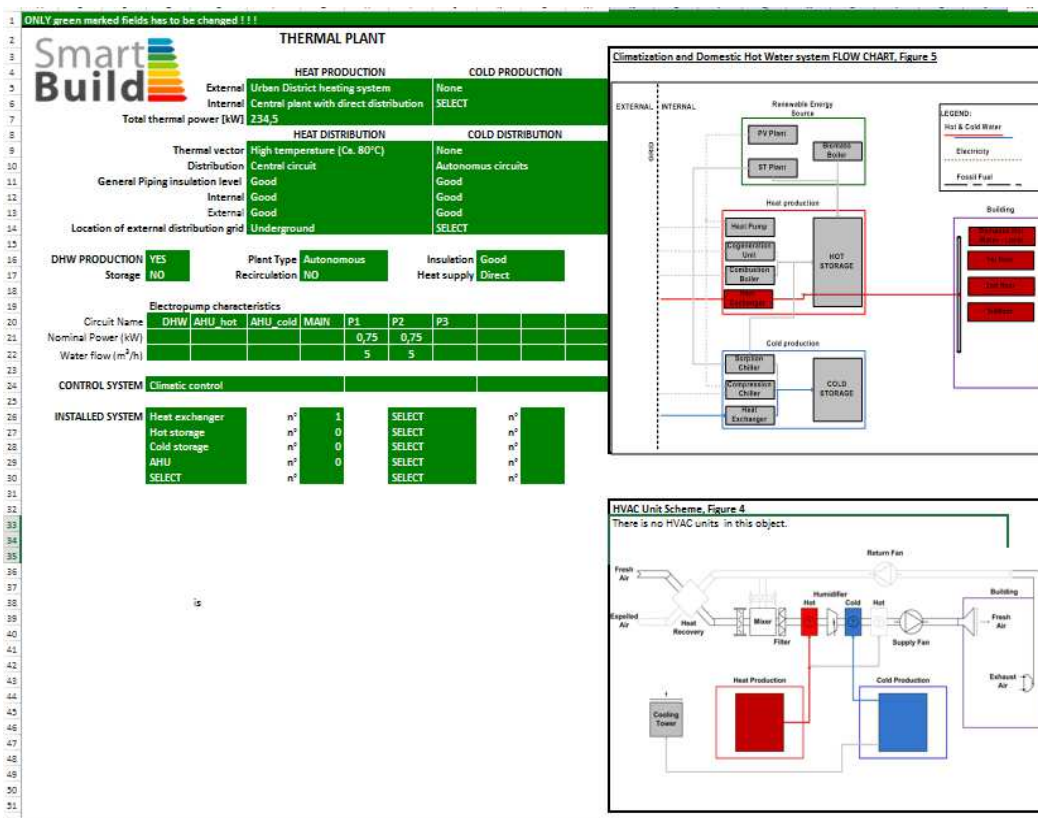 ONLY green marked fields has to be changed ! ! !
Smart Build
THERMAL PLANT
HEAT PRODUCTION COLD PRODUCTION
External Urban District heating system None
Internal Central plant with direct distribution SELECT
Total thermal power [kW] 234,5
HEAT DISTRIBUTION COLD DISTRIBUTION
Thermal vector High temperature (Ca. 80°C) None
Distribution Central circuit Autonomus circuits
General Piping insulation level Good Good
Internal Good Good
External Good Good
Location of external distribution grid Underground SELECT
DHW PRODUCTION YES Plant Type Autonomous Insulation Good
Storage NO Recirculation NO Heat supply Direct
Electropump characteristics
Circuit Name DHW AHU_hot AHU_cold MAIN P1 P2 P3
Nominal Power (kW) 0,75 0,75
Water flow (m³/h) 5 5
CONTROL SYSTEM Climatic control
INSTALLED SYSTEM Heat exchanger n° 1 SELECT n°
Hot storage n° 0 SELECT n°
Cold storage n° 0 SELECT n°
AHU n° 0 SELECT n°
SELECT n° SELECT n°
is
Climatization and Domestic Hot Water system FLOW CHART, Figure 5
EXTERNAL INTERNAL
Renewable Energy
Source
PV Plant
Biomass
Boiler
ST Plant
LEGEND:
Hot & Cold Water
Electricity
Fossil Fuel
Heat production
Heat Pump
Cogeneration
Unit
Combustion
Boiler
Heat
Exchanger
HOT
STORAGE
Building
Cold production
Sorption
Chiller
Compression
Chiller
Heat
Exchanger
COLD
STORAGE
HVAC Unit Scheme, Figure 4
There is no HVAC units in this object.
Return Fan
Fresh
Air
Expelled
Air
Heat
Recovery
Mixer
Filter
Humidifier
Hot
Cold
Hot
Supply Fan
Building
Fresh
Air
Exhaust
Air
Heat Production
Cold Production
Cooling
Tower